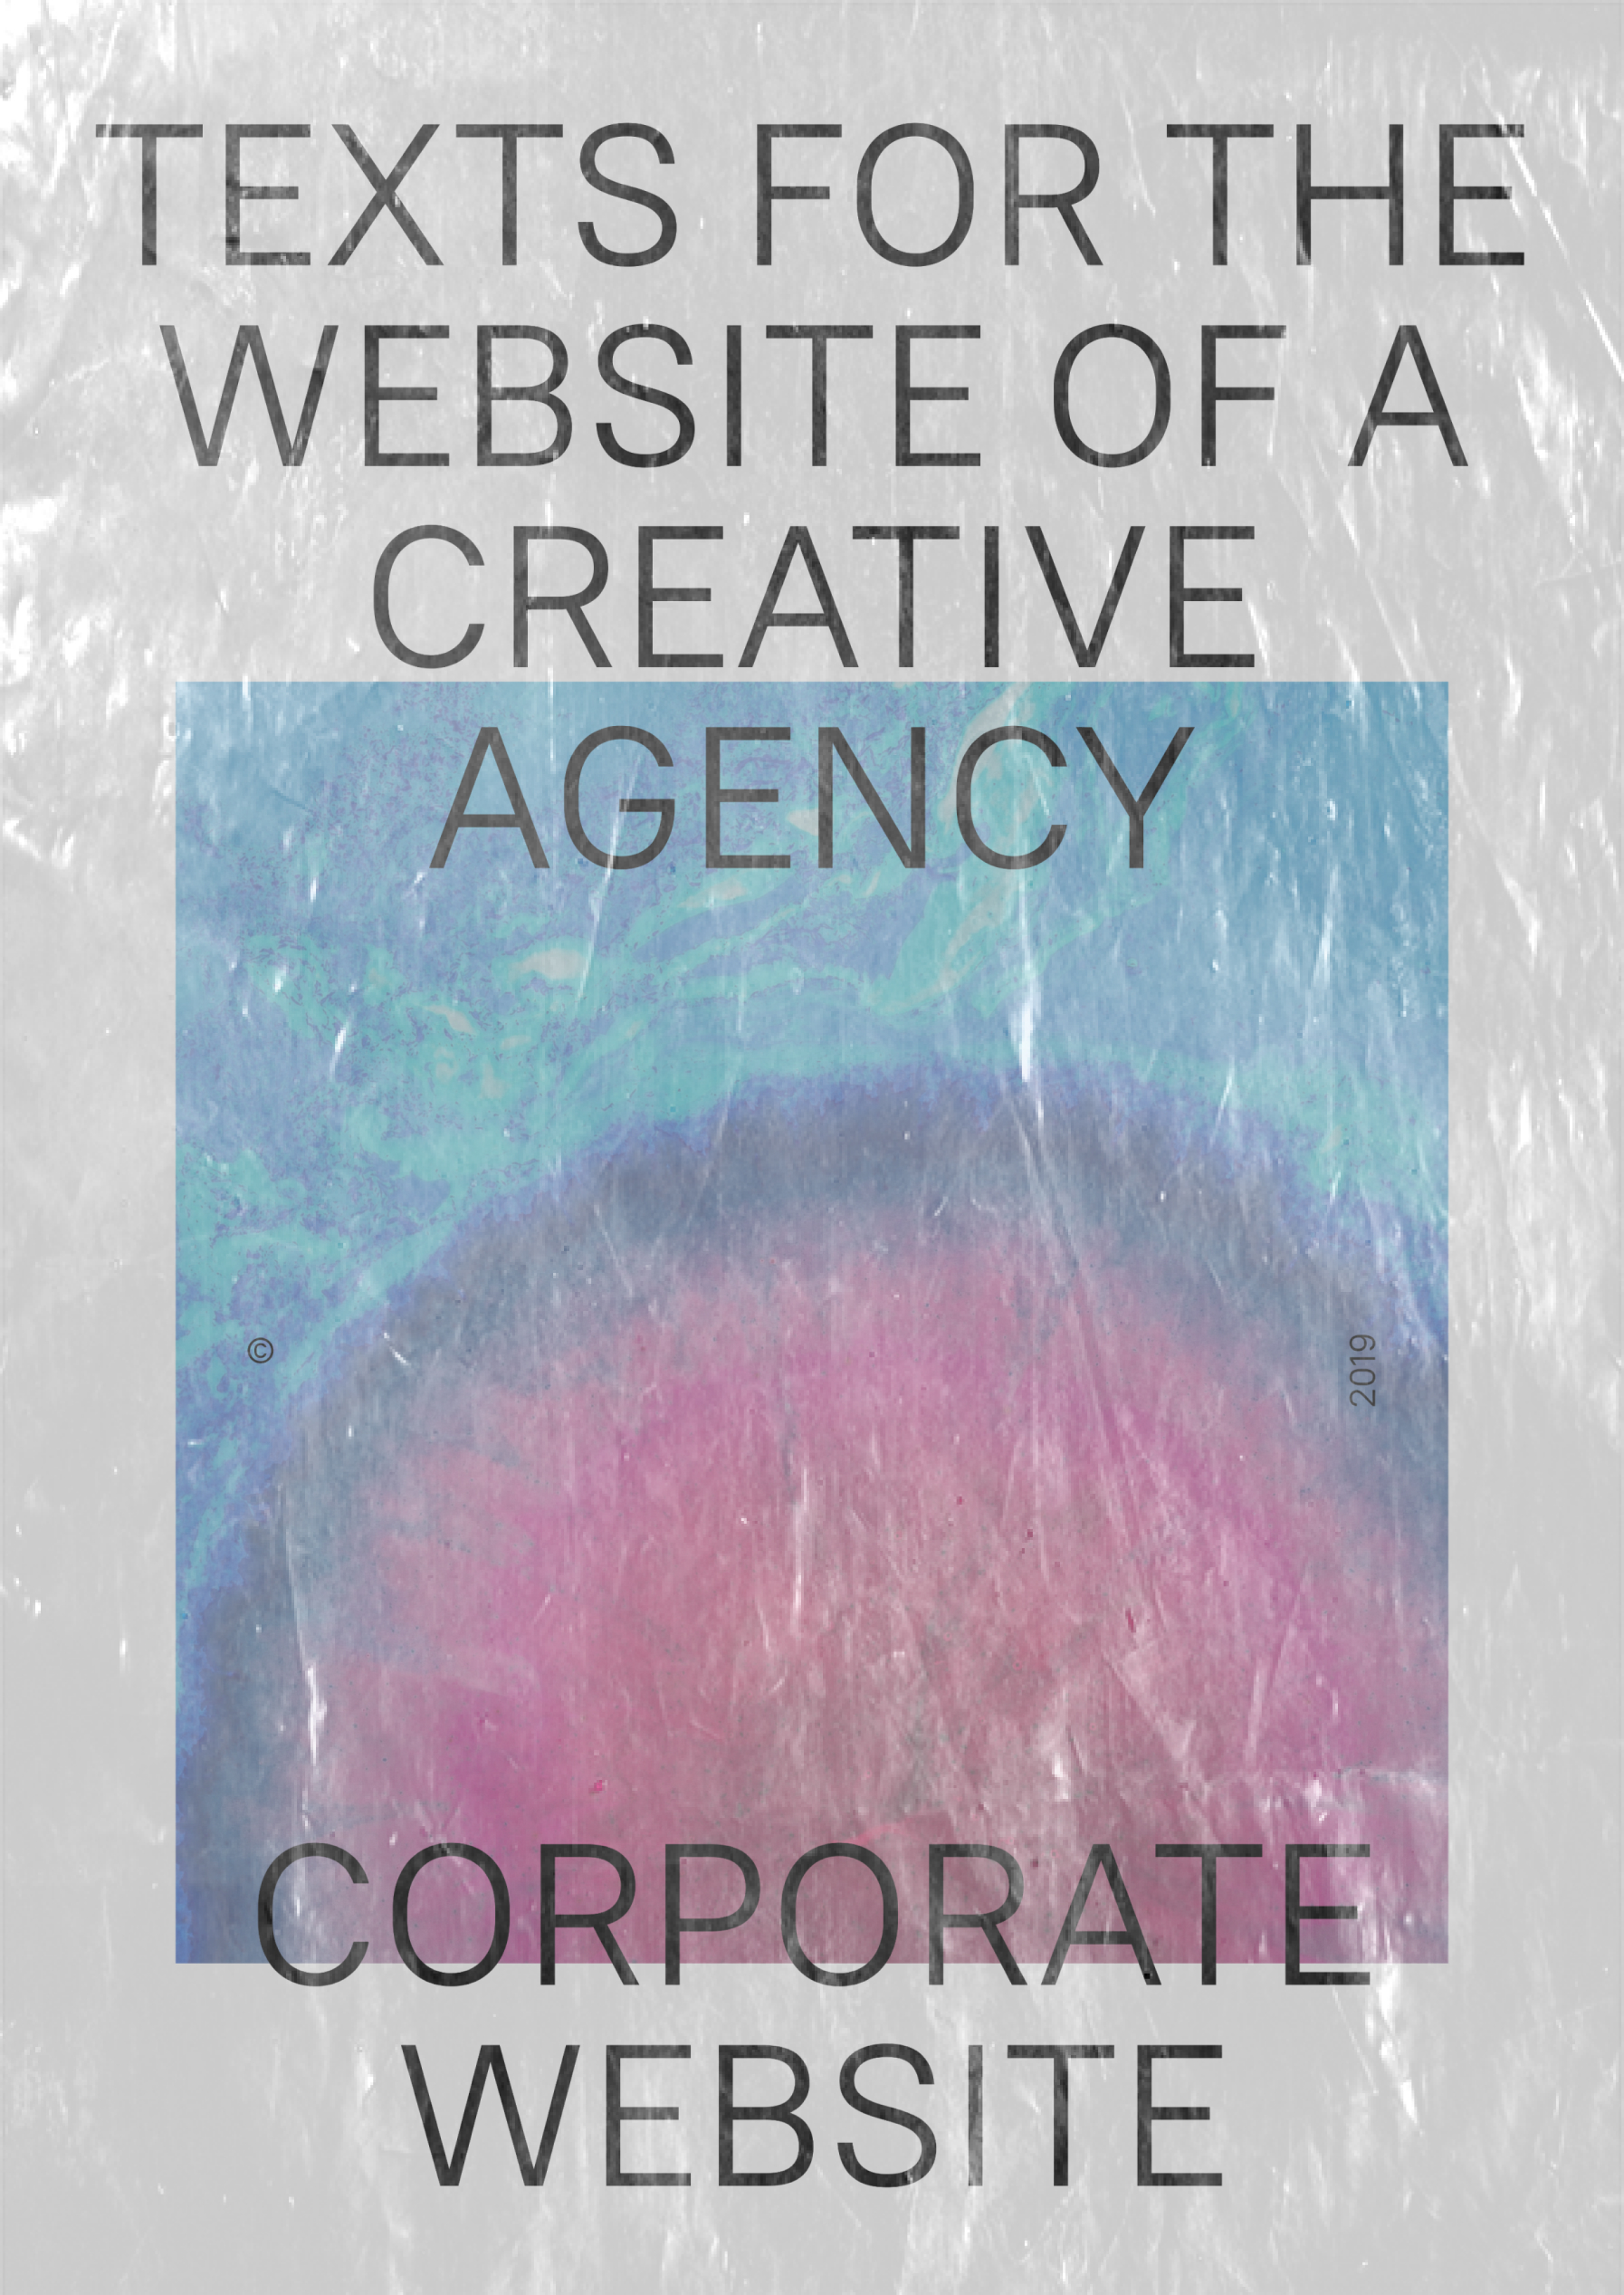 TEXTS FOR THE
WEBSITE OF A
CREATIVE
AGENCY
©
2019
CORPORATE
WEBSITE